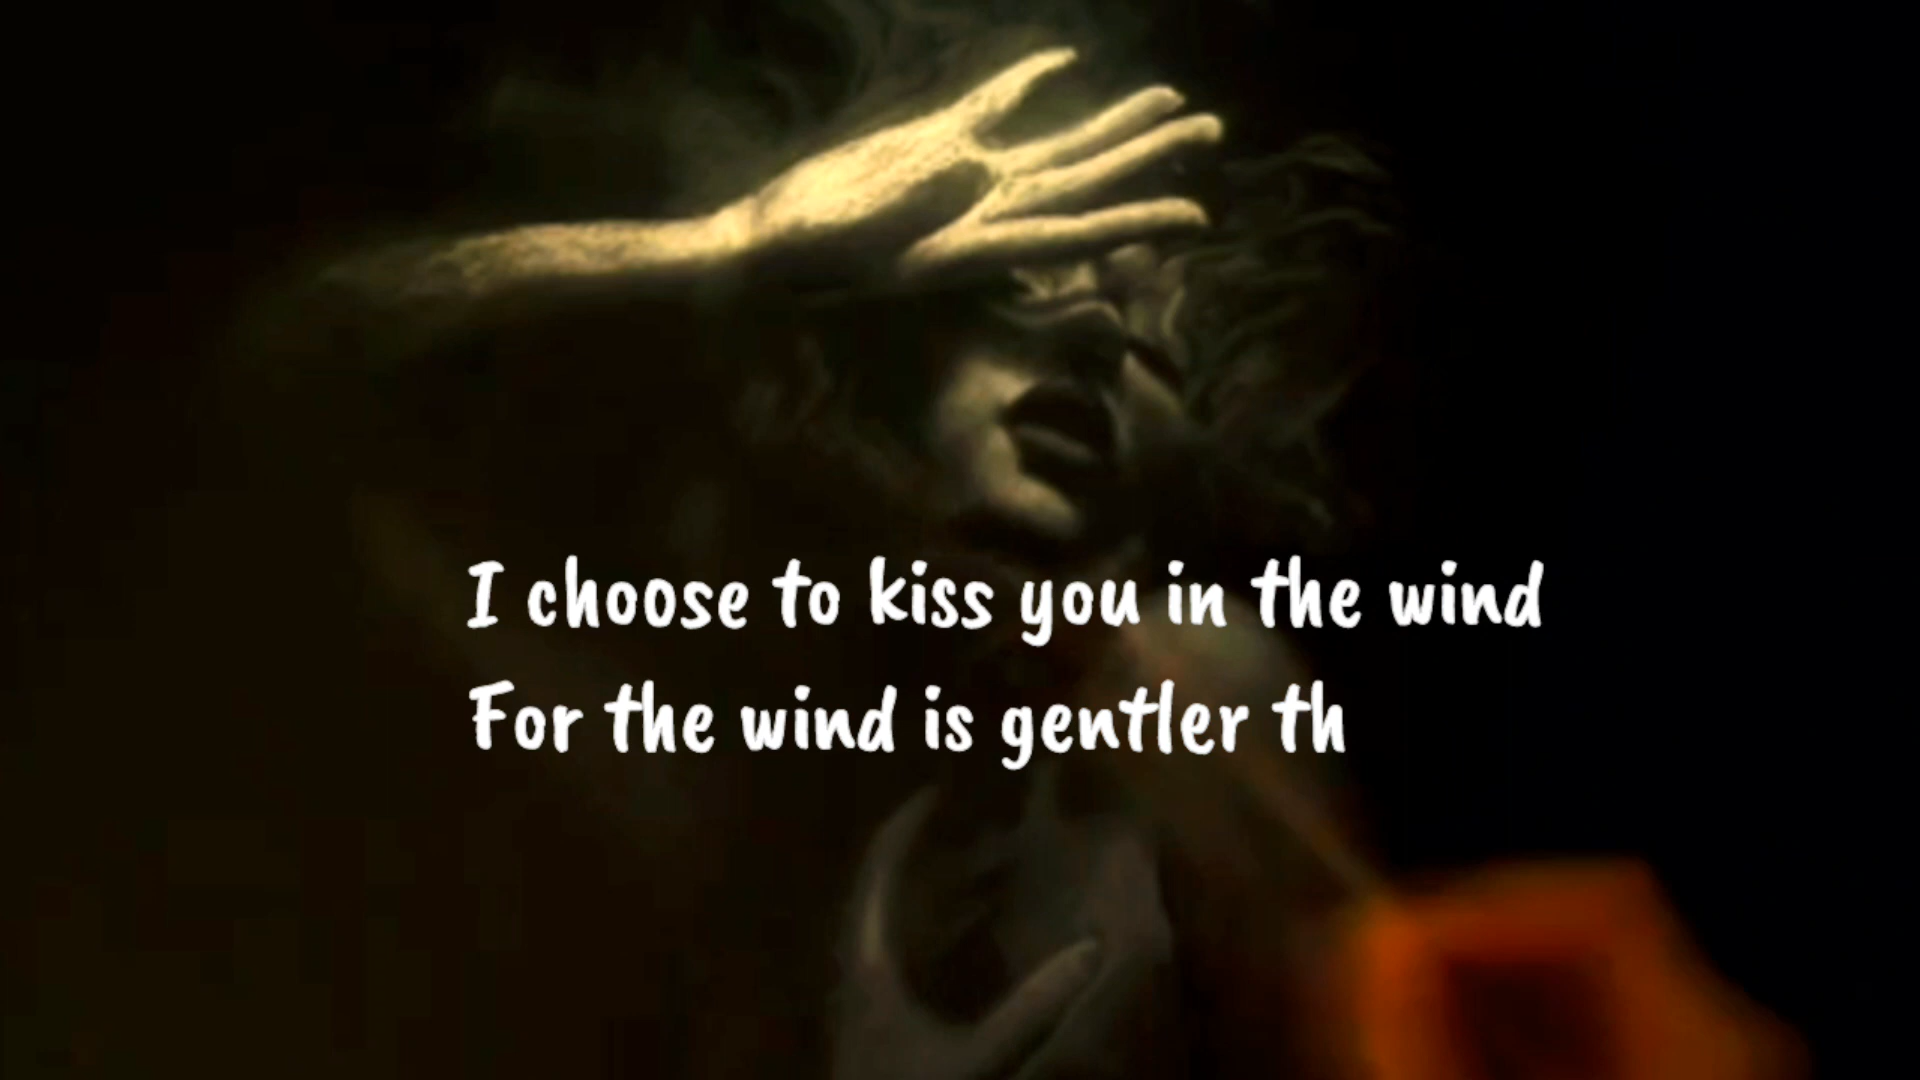 I choose to kiss you in the wind
For the wind is gentler th